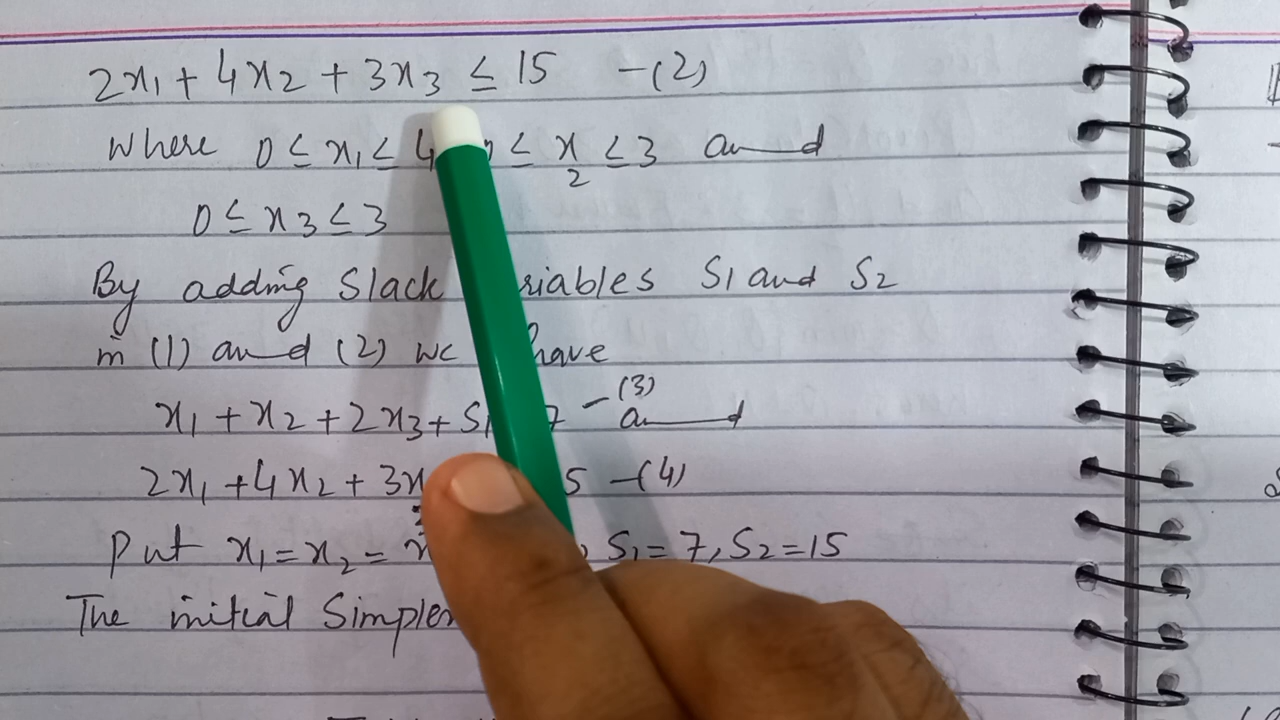 2x₁ + 4x₂ + 3x₃ ≤ 15 -(2)
Where 0 ≤ x₁ ≤ 4 ≤ x₂ ≤ 3 and
0 ≤ x₃ ≤ 3
By adding Slack riables S1 and S2
in (1) and (2) we have
x₁ + x₂ + 2x₃ + S1 7 -(3) and
2x₁ + 4x₂ + 3x 5 -(4)
Put x₁ = x₂ = , S₁ = 7, S₂ = 15
The initial